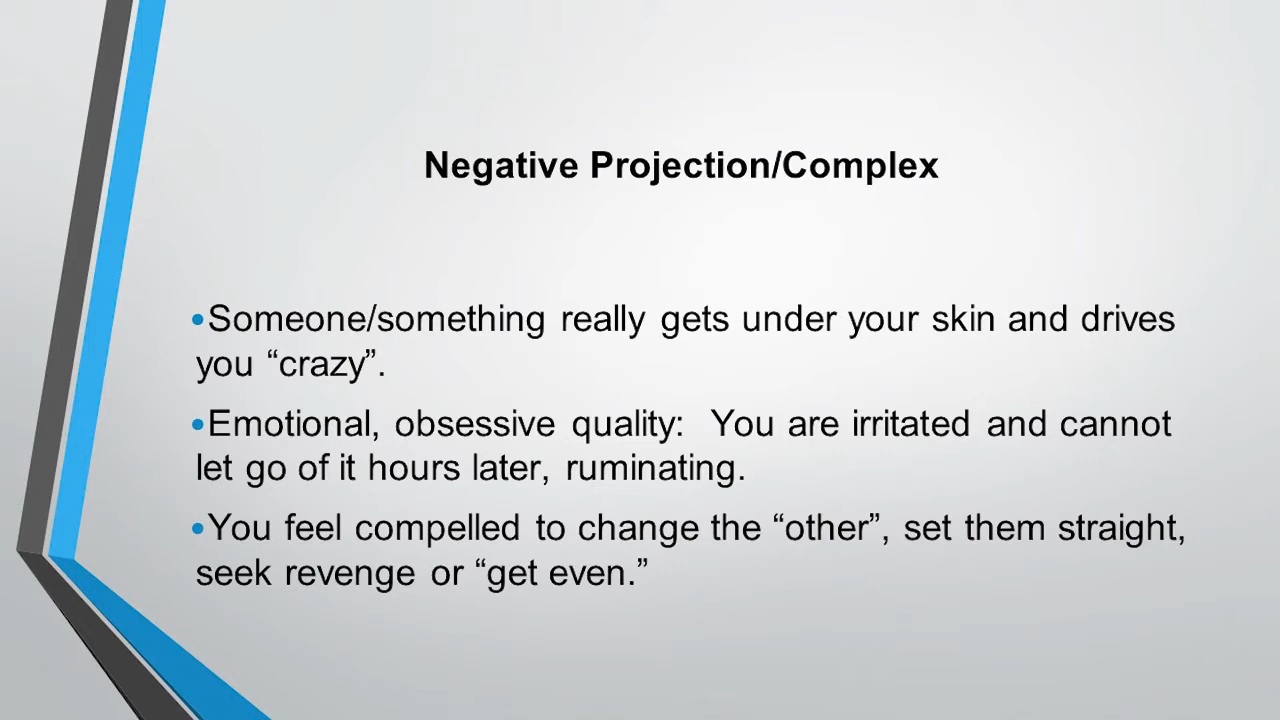 Negative Projection/Complex
•Someone/something really gets under your skin and drives
you “crazy”.
•Emotional, obsessive quality:  You are irritated and cannot
let go of it hours later, ruminating.
•You feel compelled to change the “other”, set them straight,
seek revenge or “get even.”